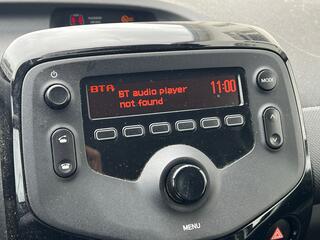 BTA BT audio player 11:00
not found
MODE
MENU